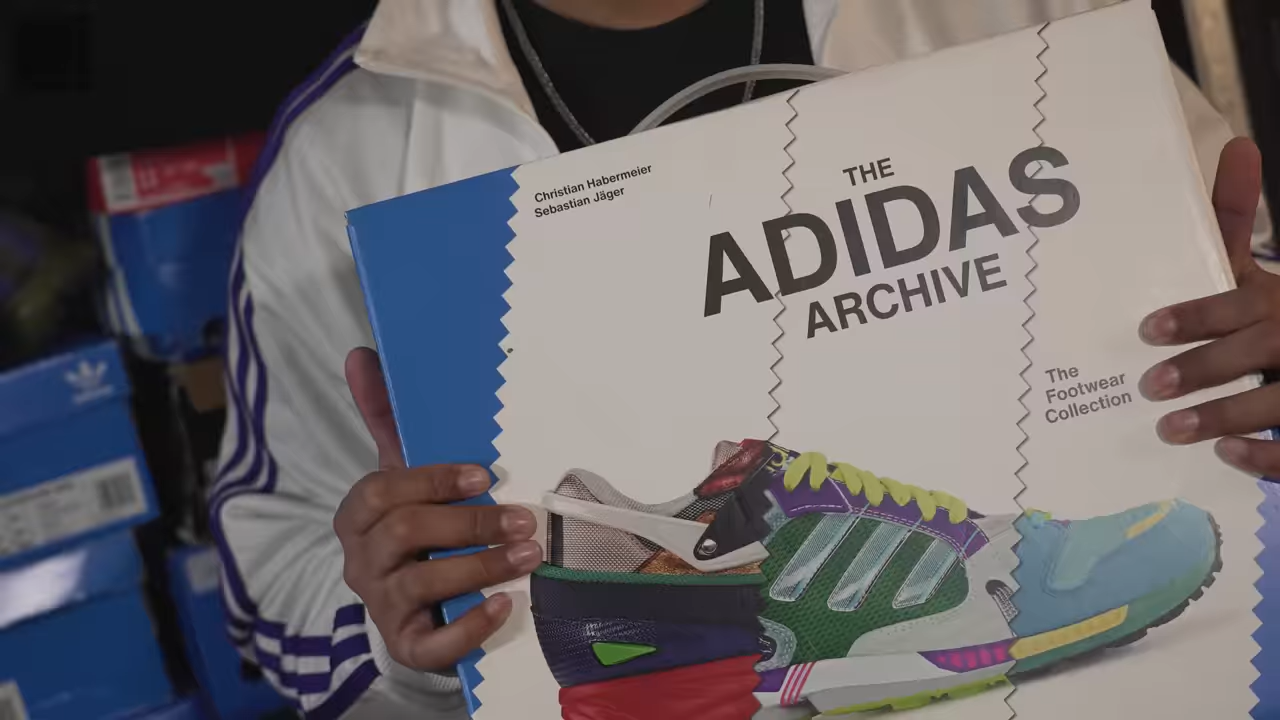 Christian Habermeier
Sebastian Jäger
THE
ADIDAS
ARCHIVE
The
Footwear
Collection